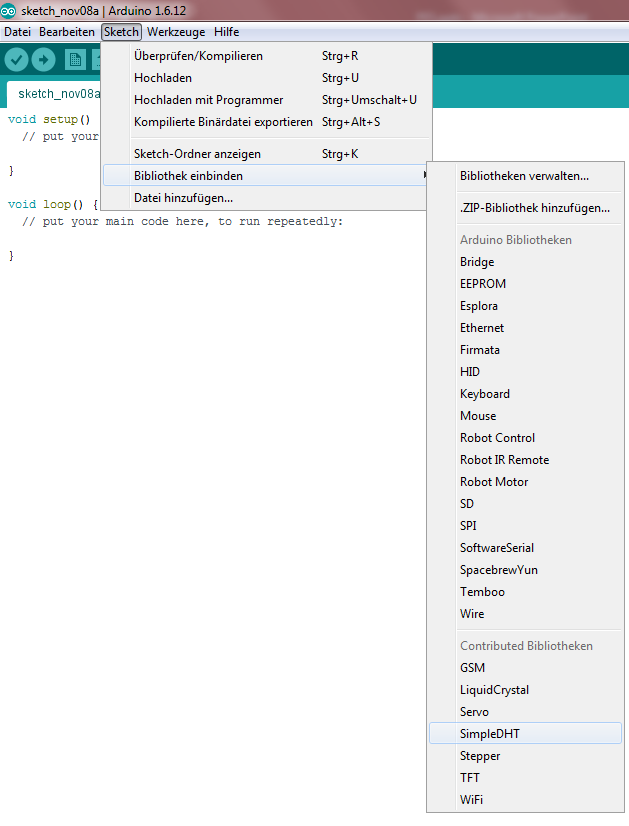 sketch_nov08a | Arduino 1.6.12
Datei Bearbeiten Sketch Werkzeuge Hilfe
Überprüfen/Kompilieren Strg+R
Hochladen Strg+U
Hochladen mit Programmer Strg+Umschalt+U
Kompilierte Binärdatei exportieren Strg+Alt+S
Sketch-Ordner anzeigen Strg+K
Bibliothek einbinden
Datei hinzufügen...
sketch_nov08a
void setup()
// put your
}
void loop() {
// put your main code here, to run repeatedly:
}
Bibliotheken verwalten...
.ZIP-Bibliothek hinzufügen...
Arduino Bibliotheken
Bridge
EEPROM
Esplora
Ethernet
Firmata
HID
Keyboard
Mouse
Robot Control
Robot IR Remote
Robot Motor
SD
SPI
SoftwareSerial
SpacebrewYun
Temboo
Wire
Contributed Bibliotheken
GSM
LiquidCrystal
Servo
SimpleDHT
Stepper
TFT
WiFi